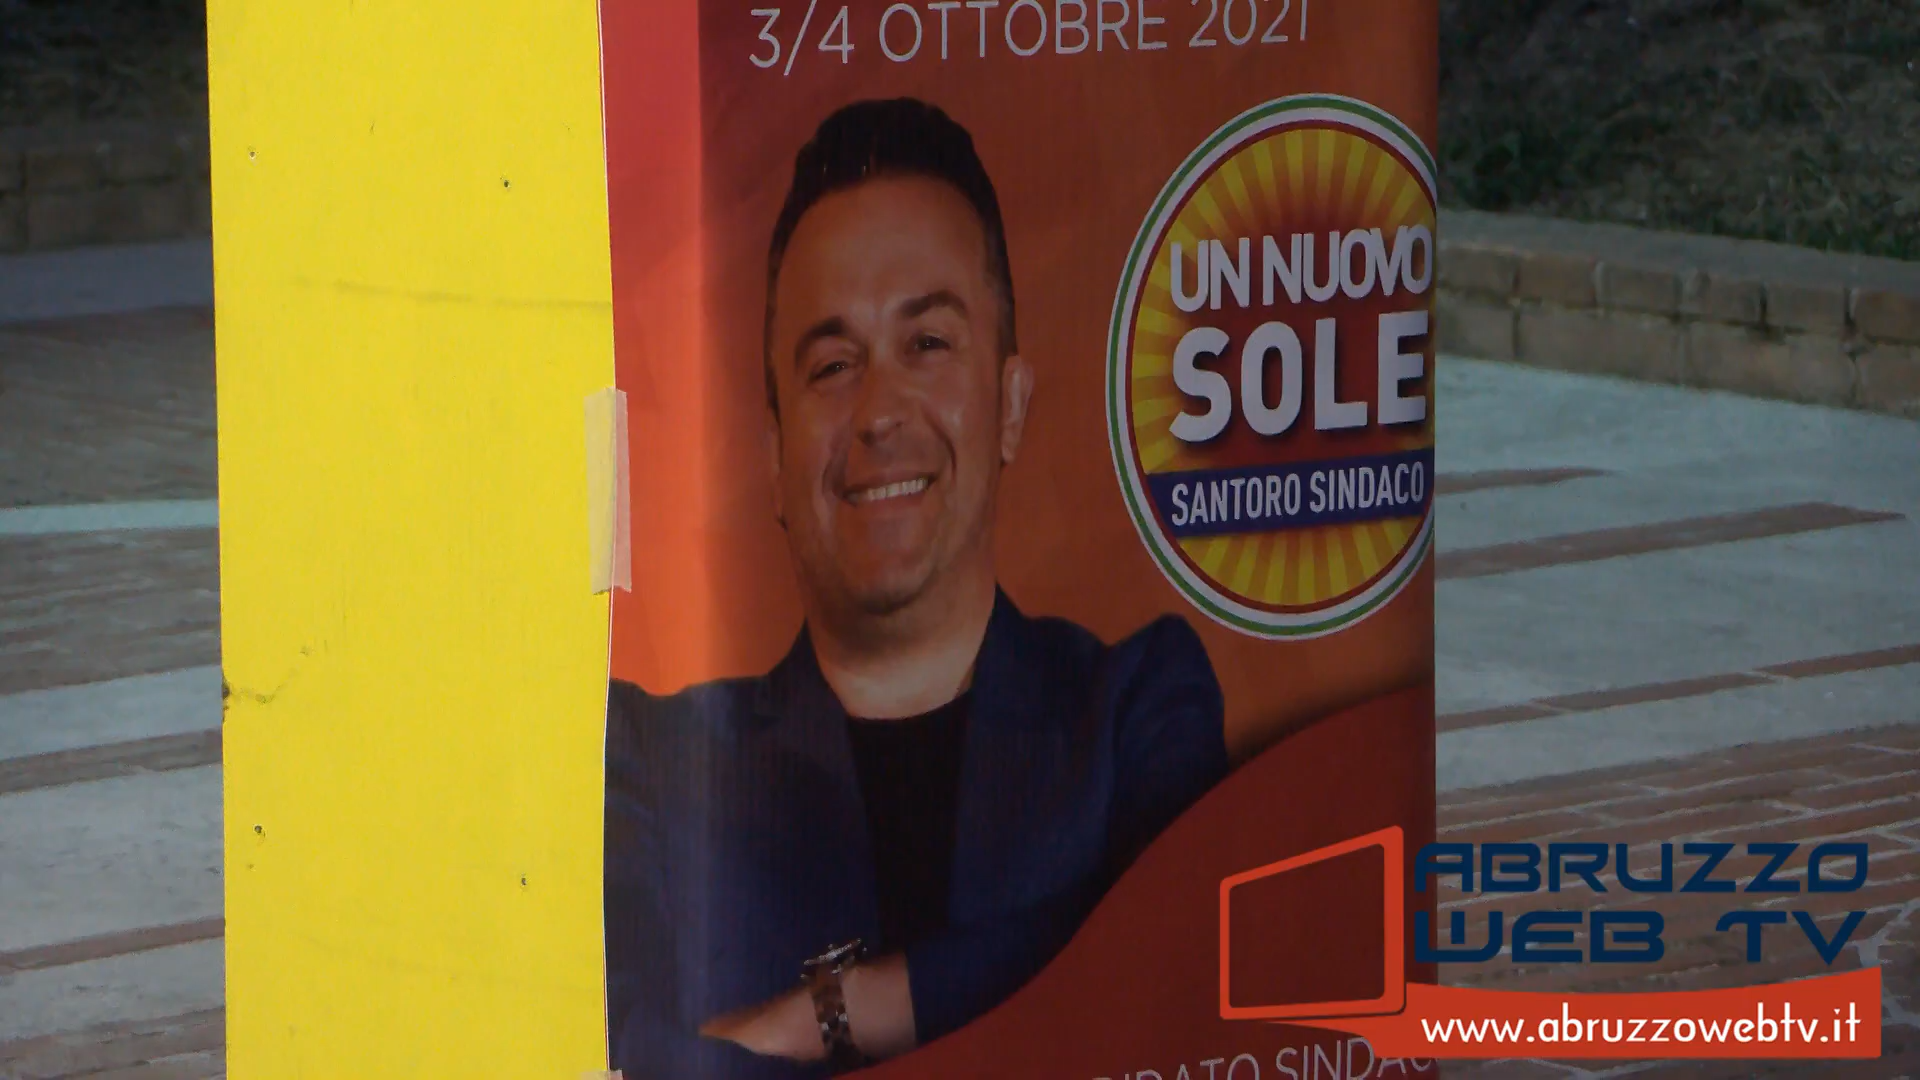 3/4 OTTOBRE 2021
UN NUOVO
SOLE
SANTORO SINDACO
ABRUZZO
WEB TV
www.abruzzowebtv.it